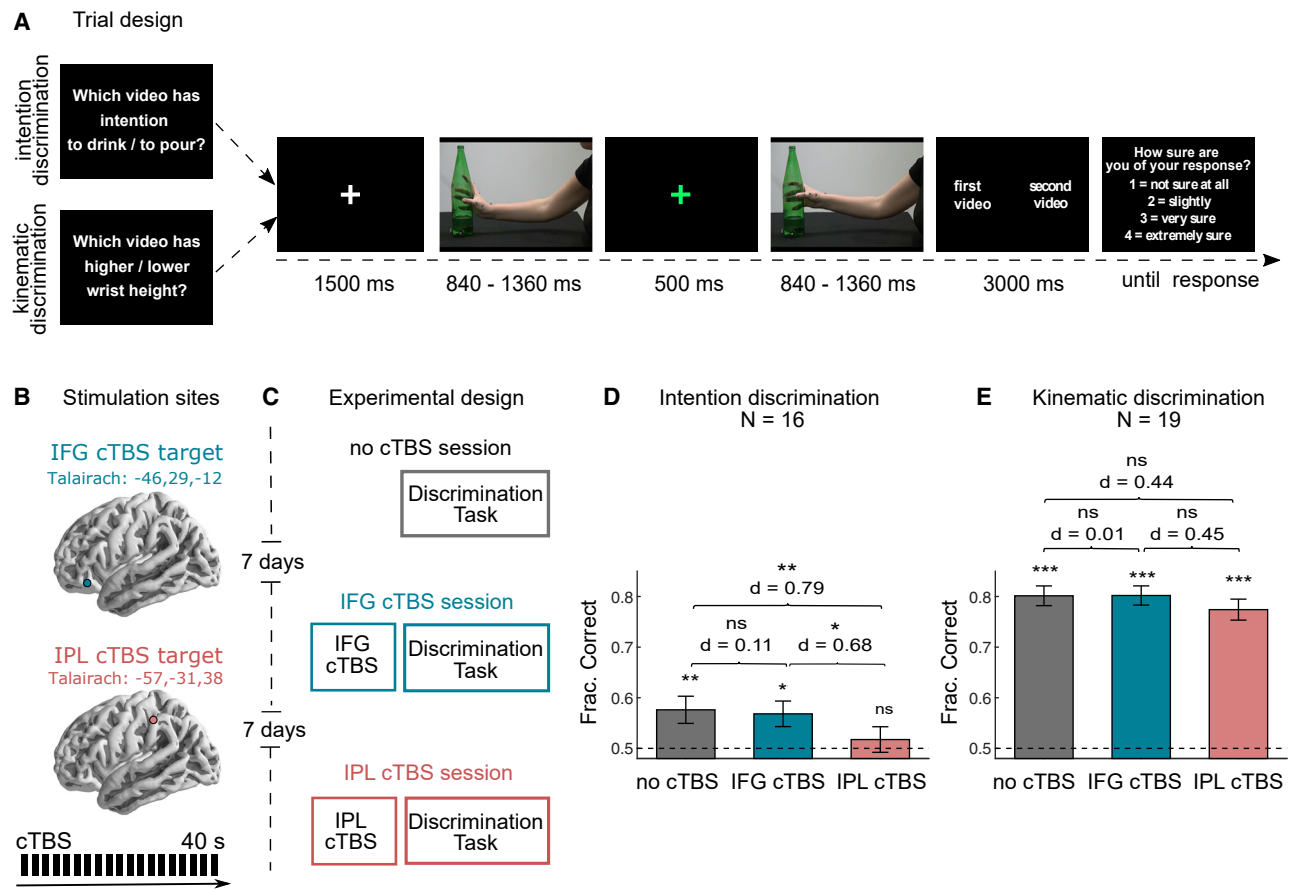 A Trial design
intention
discrimination
Which video has
intention
to drink / to pour?
kinematic
discrimination
Which video has
higher / lower
wrist height?
+
1500 ms
840 - 1360 ms
+
500 ms
840 - 1360 ms
first
video
second
video
3000 ms
How sure are
you of your response?
1 = not sure at all
2 = slightly
3 = very sure
4 = extremely sure
until response
B Stimulation sites
IFG cTBS target
Talairach: -46,29,-12
IPL cTBS target
Talairach: -57,-31,38
cTBS 40 s
C Experimental design
no cTBS session
Discrimination
Task
7 days
IFG cTBS session
IFG
cTBS
Discrimination
Task
7 days
IPL cTBS session
IPL
cTBS
Discrimination
Task
D Intention discrimination
N = 16
**
d = 0.79
ns
d = 0.11
*
d = 0.68
**
*
ns
Frac. Correct
0.8
0.7
0.6
0.5
no cTBS IFG cTBS IPL cTBS
E Kinematic discrimination
N = 19
ns
d = 0.44
ns
d = 0.01
ns
d = 0.45
***
***
***
Frac. Correct
0.8
0.7
0.6
0.5
no cTBS IFG cTBS IPL cTBS